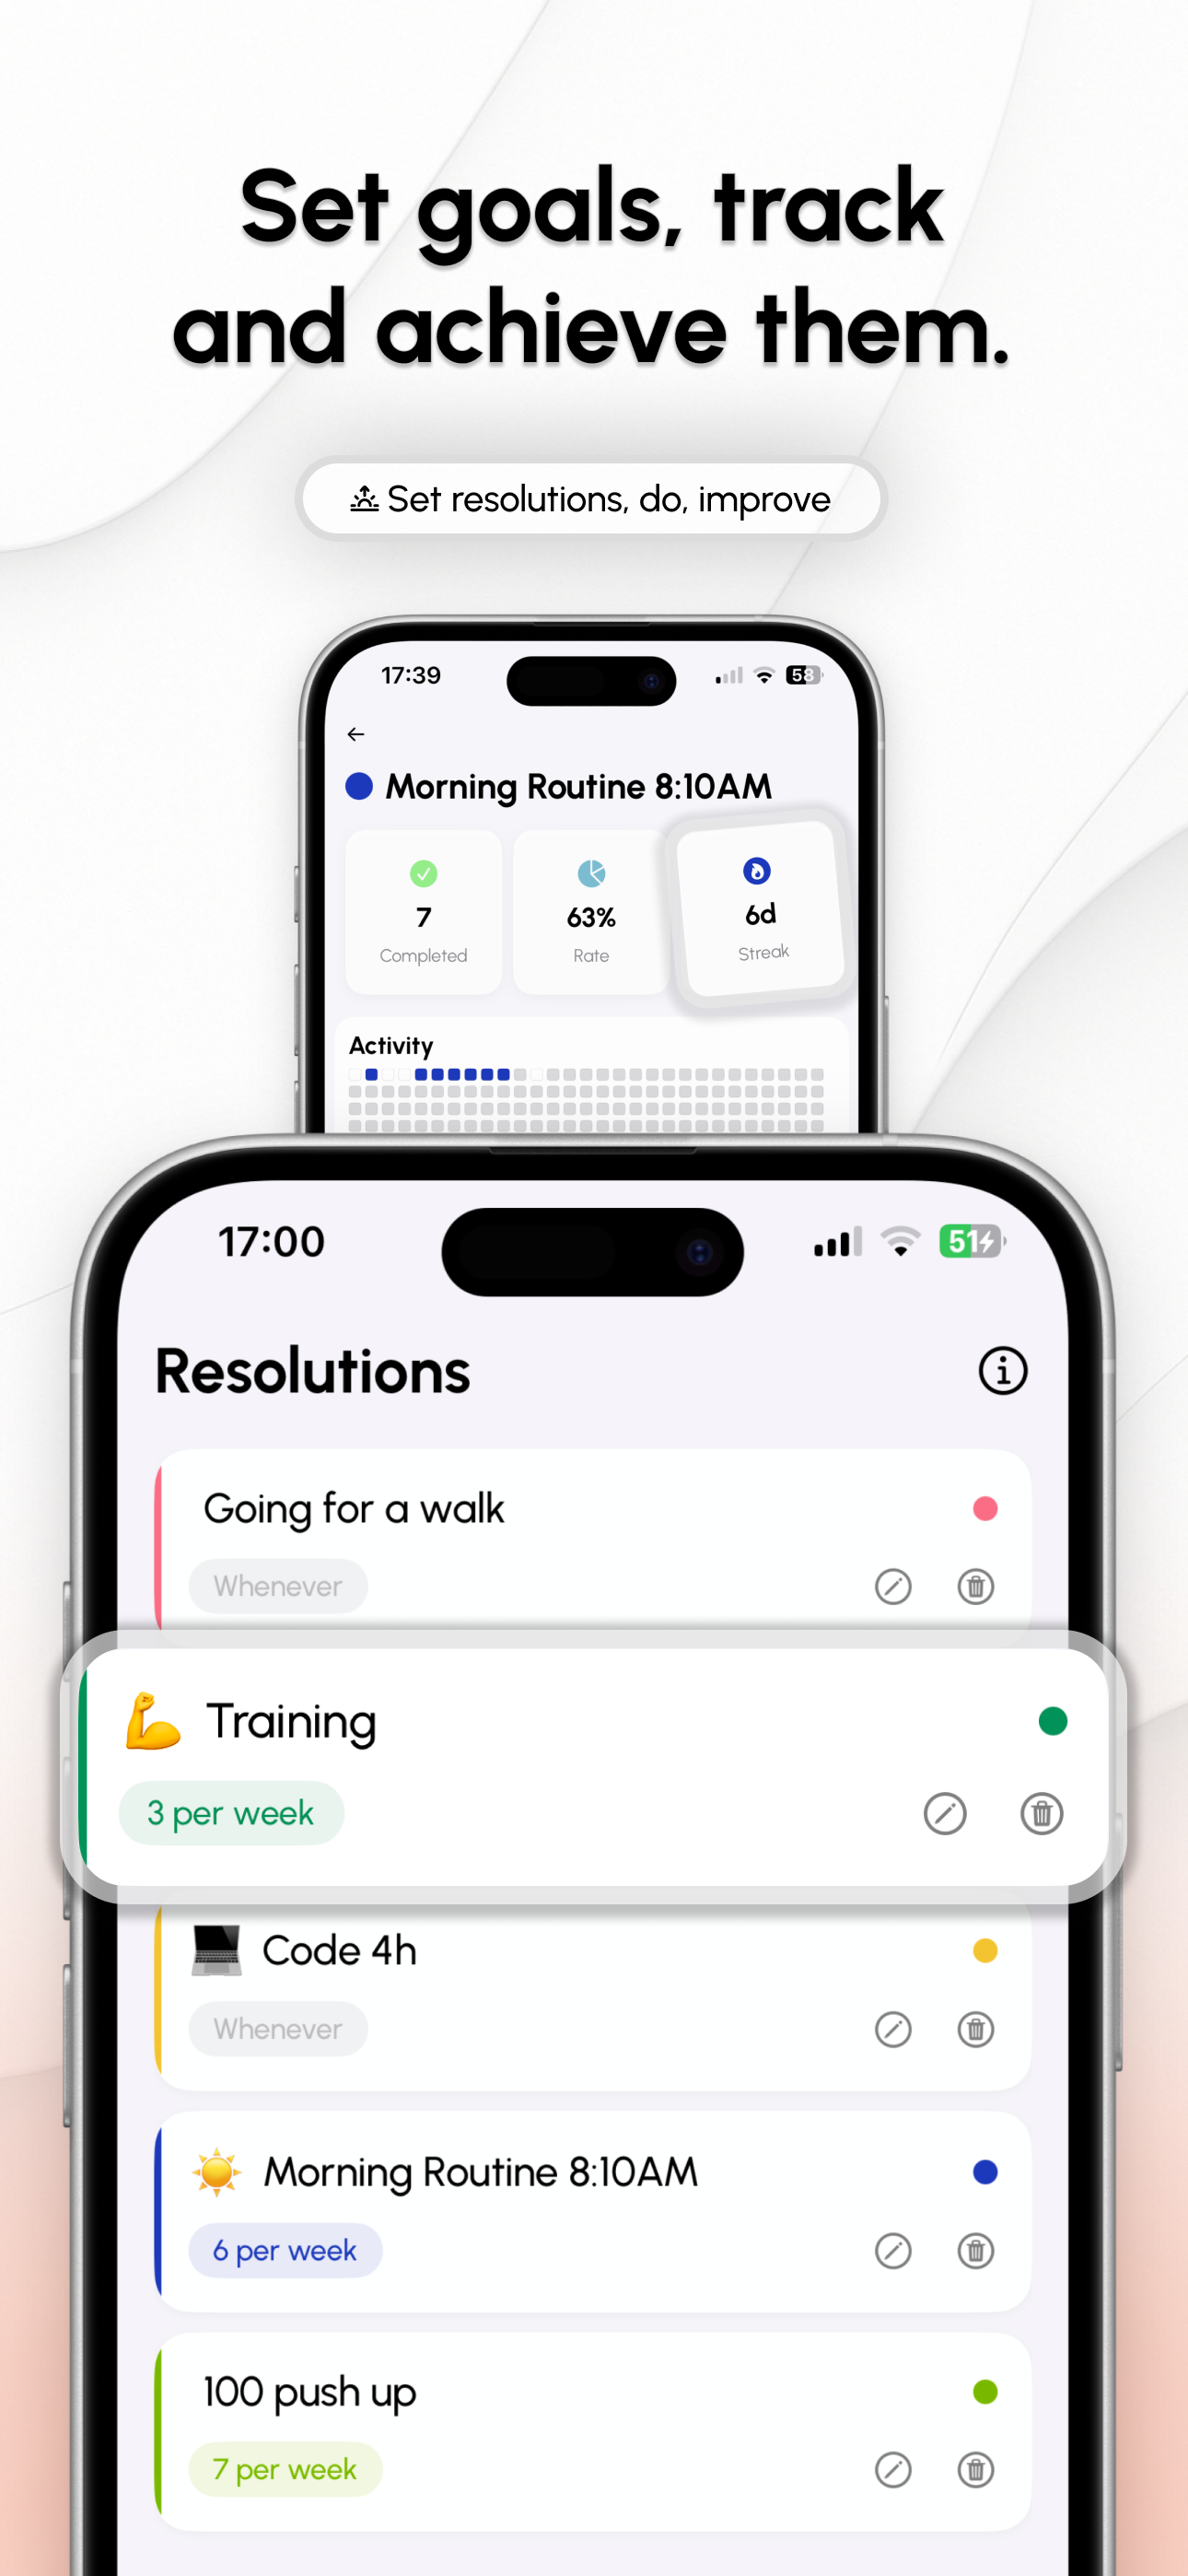 Set goals, track
and achieve them.
Set resolutions, do, improve
17:39
58
Morning Routine 8:10AM
7
Completed
63%
Rate
6d
Streak
Activity
17:00
51
Resolutions
Going for a walk
Whenever
💪 Training
3 per week
💻 Code 4h
Whenever
☀️ Morning Routine 8:10AM
6 per week
100 push up
7 per week